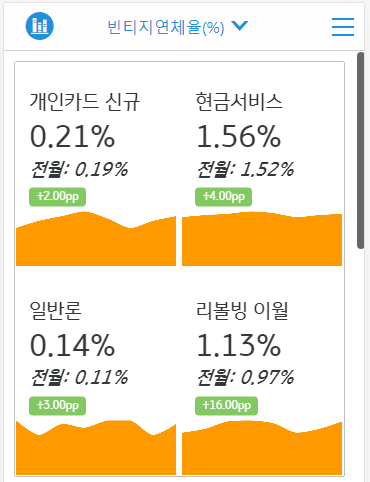 빈티지연체율(%)
개인카드 신규
0.21%
전월: 0.19%
+2.00pp
현금서비스
1.56%
전월: 1.52%
+4.00pp
일반론
0.14%
전월: 0.11%
+3.00pp
리볼빙 이월
1.13%
전월: 0.97%
+16.00pp